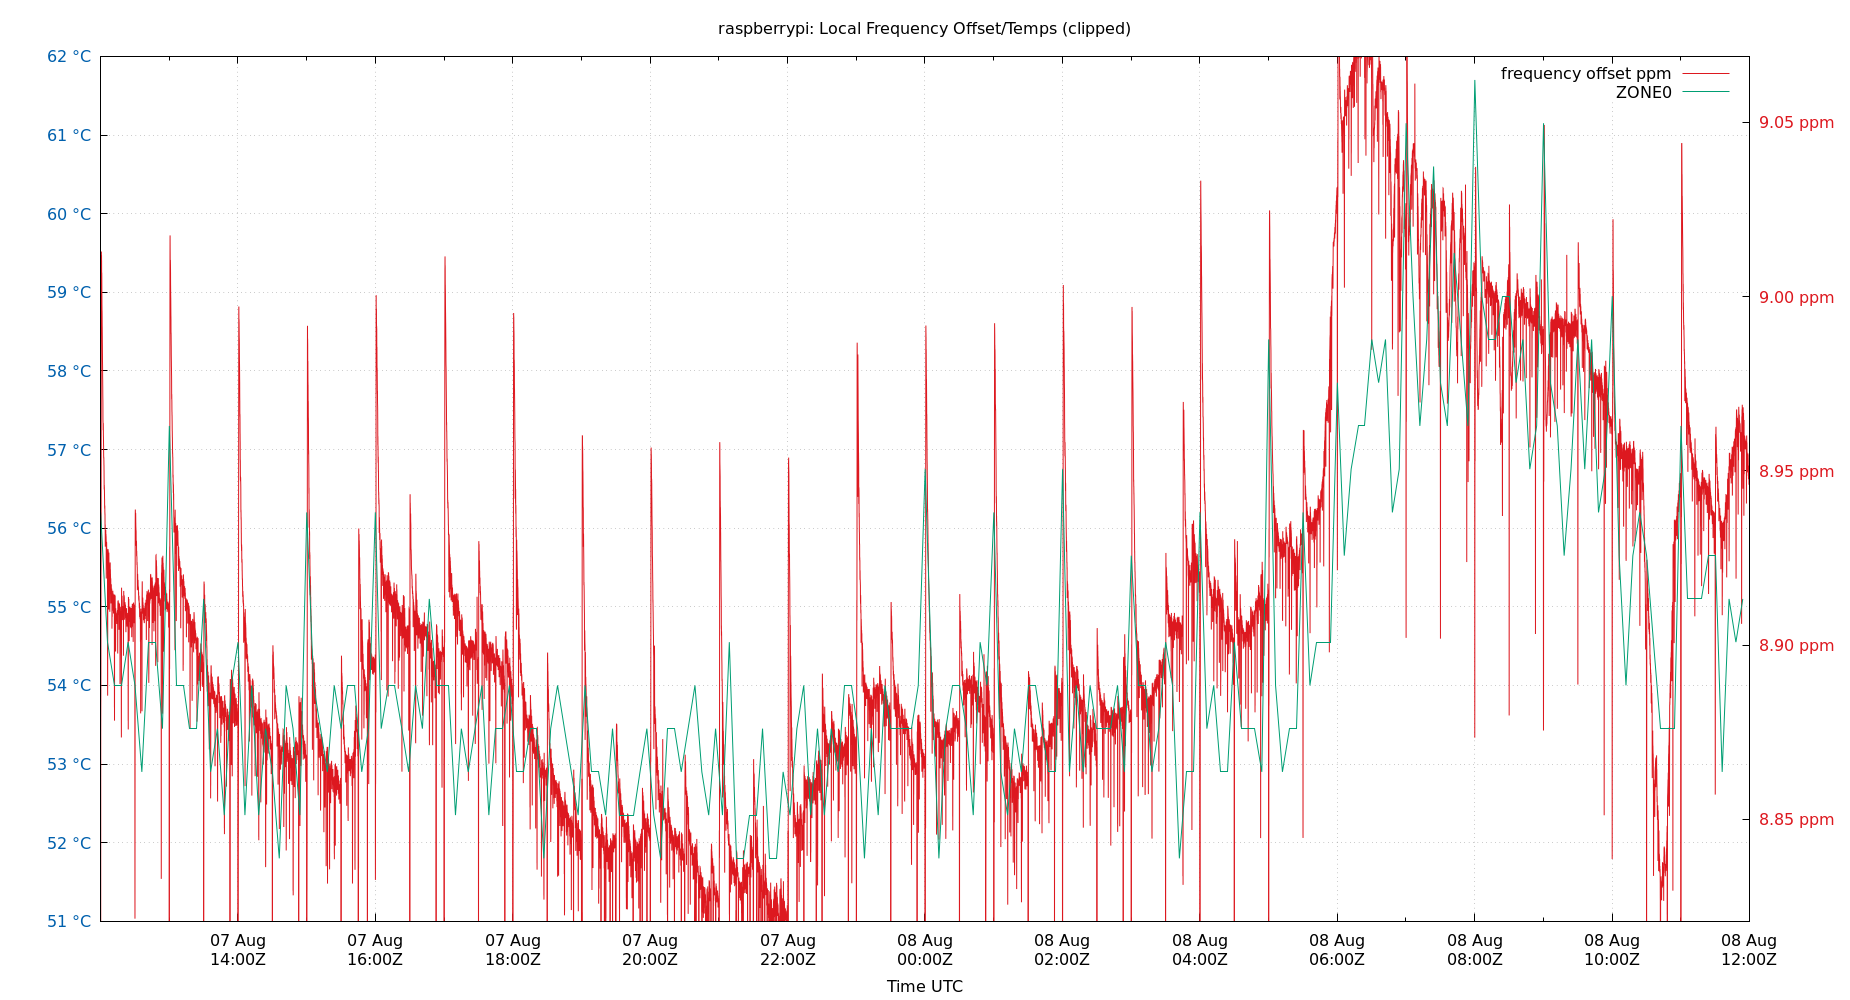 raspberrypi: Local Frequency Offset/Temps (clipped)
62 °C
61 °C
60 °C
59 °C
58 °C
57 °C
56 °C
55 °C
54 °C
53 °C
52 °C
51 °C
frequency offset ppm
ZONE0
9.05 ppm
9.00 ppm
8.95 ppm
8.90 ppm
8.85 ppm
07 Aug
14:00Z
07 Aug
16:00Z
07 Aug
18:00Z
07 Aug
20:00Z
07 Aug
22:00Z
08 Aug
00:00Z
08 Aug
02:00Z
08 Aug
04:00Z
08 Aug
06:00Z
08 Aug
08:00Z
08 Aug
10:00Z
08 Aug
12:00Z
Time UTC